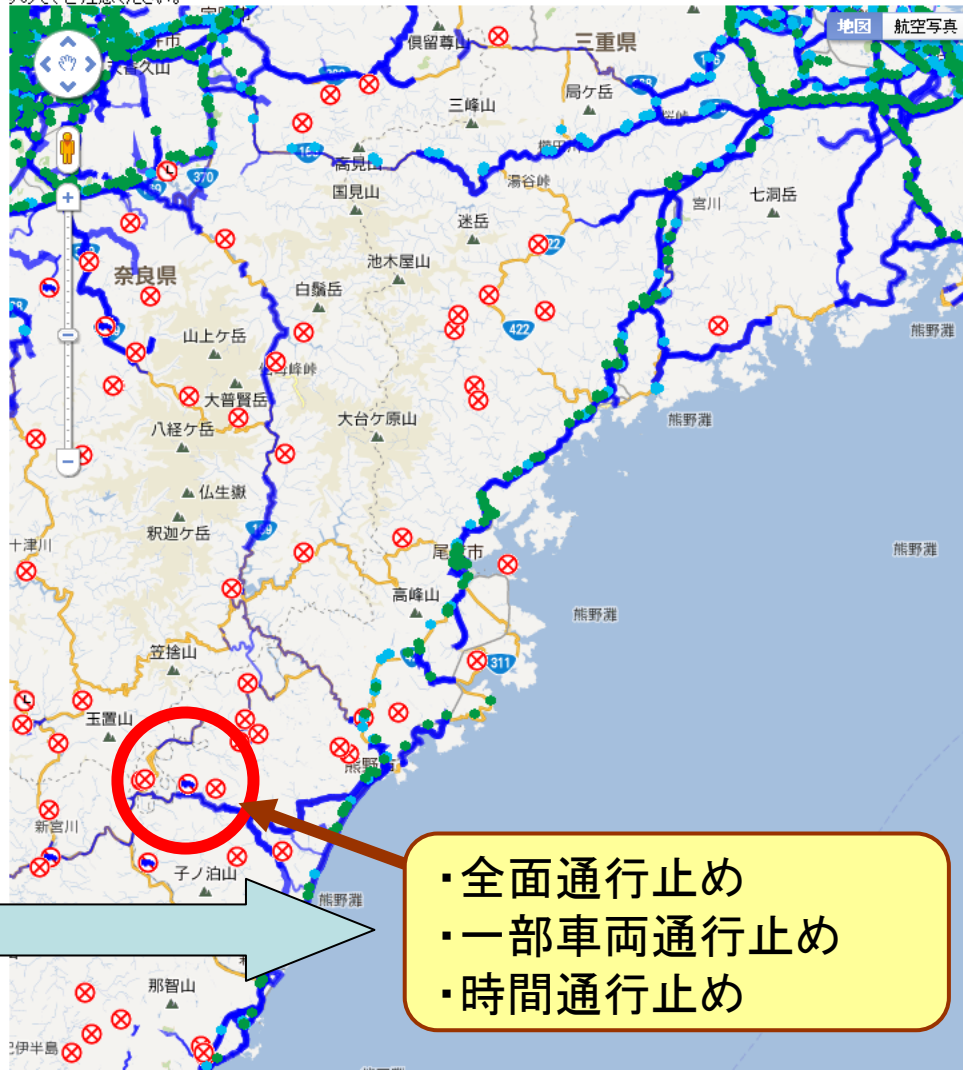 地図 航空写真
三重県
倶留尊山
三峰山
局ケ岳
高見山
湯谷峠
370
国見山
宮川
七洞岳
迷岳
奈良県
池木屋山
白鬚岳
422
熊野灘
山上ケ岳
大普賢岳
熊野灘
八経ケ岳
大台ケ原山
仏生嶽
釈迦ケ岳
十津川
熊野灘
高峰山
熊野灘
笠捨山
311
玉置山
新宮川
・全面通行止め
・一部車両通行止め
・時間通行止め
子ノ泊山
熊野灘
那智山